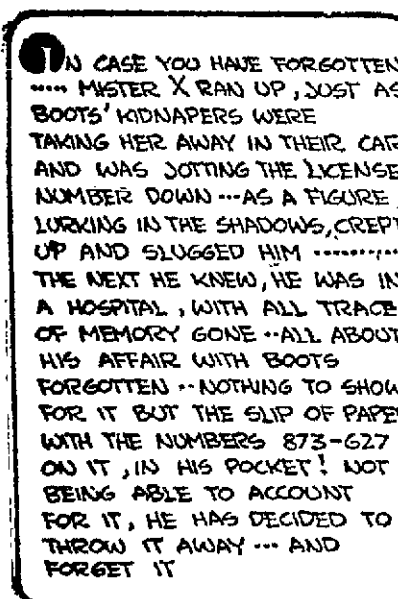 IN CASE YOU HAVE FORGOTTEN
..... MISTER X RAN UP, JUST AS
BOOTS' KIDNAPERS WERE
TAKING HER AWAY IN THEIR CAR
AND WAS JOTTING THE LICENSE
NUMBER DOWN ... AS A FIGURE,
LURKING IN THE SHADOWS, CREPT
UP AND SLUGGED HIM ..........
THE NEXT HE KNEW, HE WAS IN
A HOSPITAL, WITH ALL TRACE
OF MEMORY GONE .. ALL ABOUT
HIS AFFAIR WITH BOOTS
FORGOTTEN .. NOTHING TO SHOW
FOR IT BUT THE SLIP OF PAPER
WITH THE NUMBERS 873-627
ON IT, IN HIS POCKET! NOT
BEING ABLE TO ACCOUNT
FOR IT, HE HAS DECIDED TO
THROW IT AWAY ... AND
FORGET IT